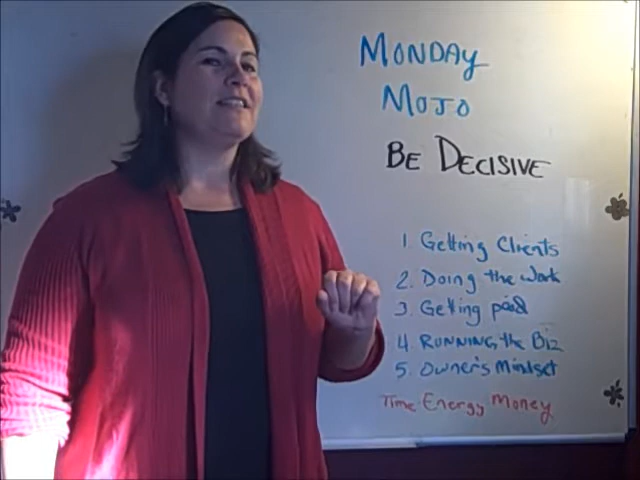 MONDAY
MOJO
BE DECISIVE
1. Getting Clients
2. Doing the work
3. Getting paid
4. RUNNING the Biz
5. Owner's Mindset
Time Energy Money